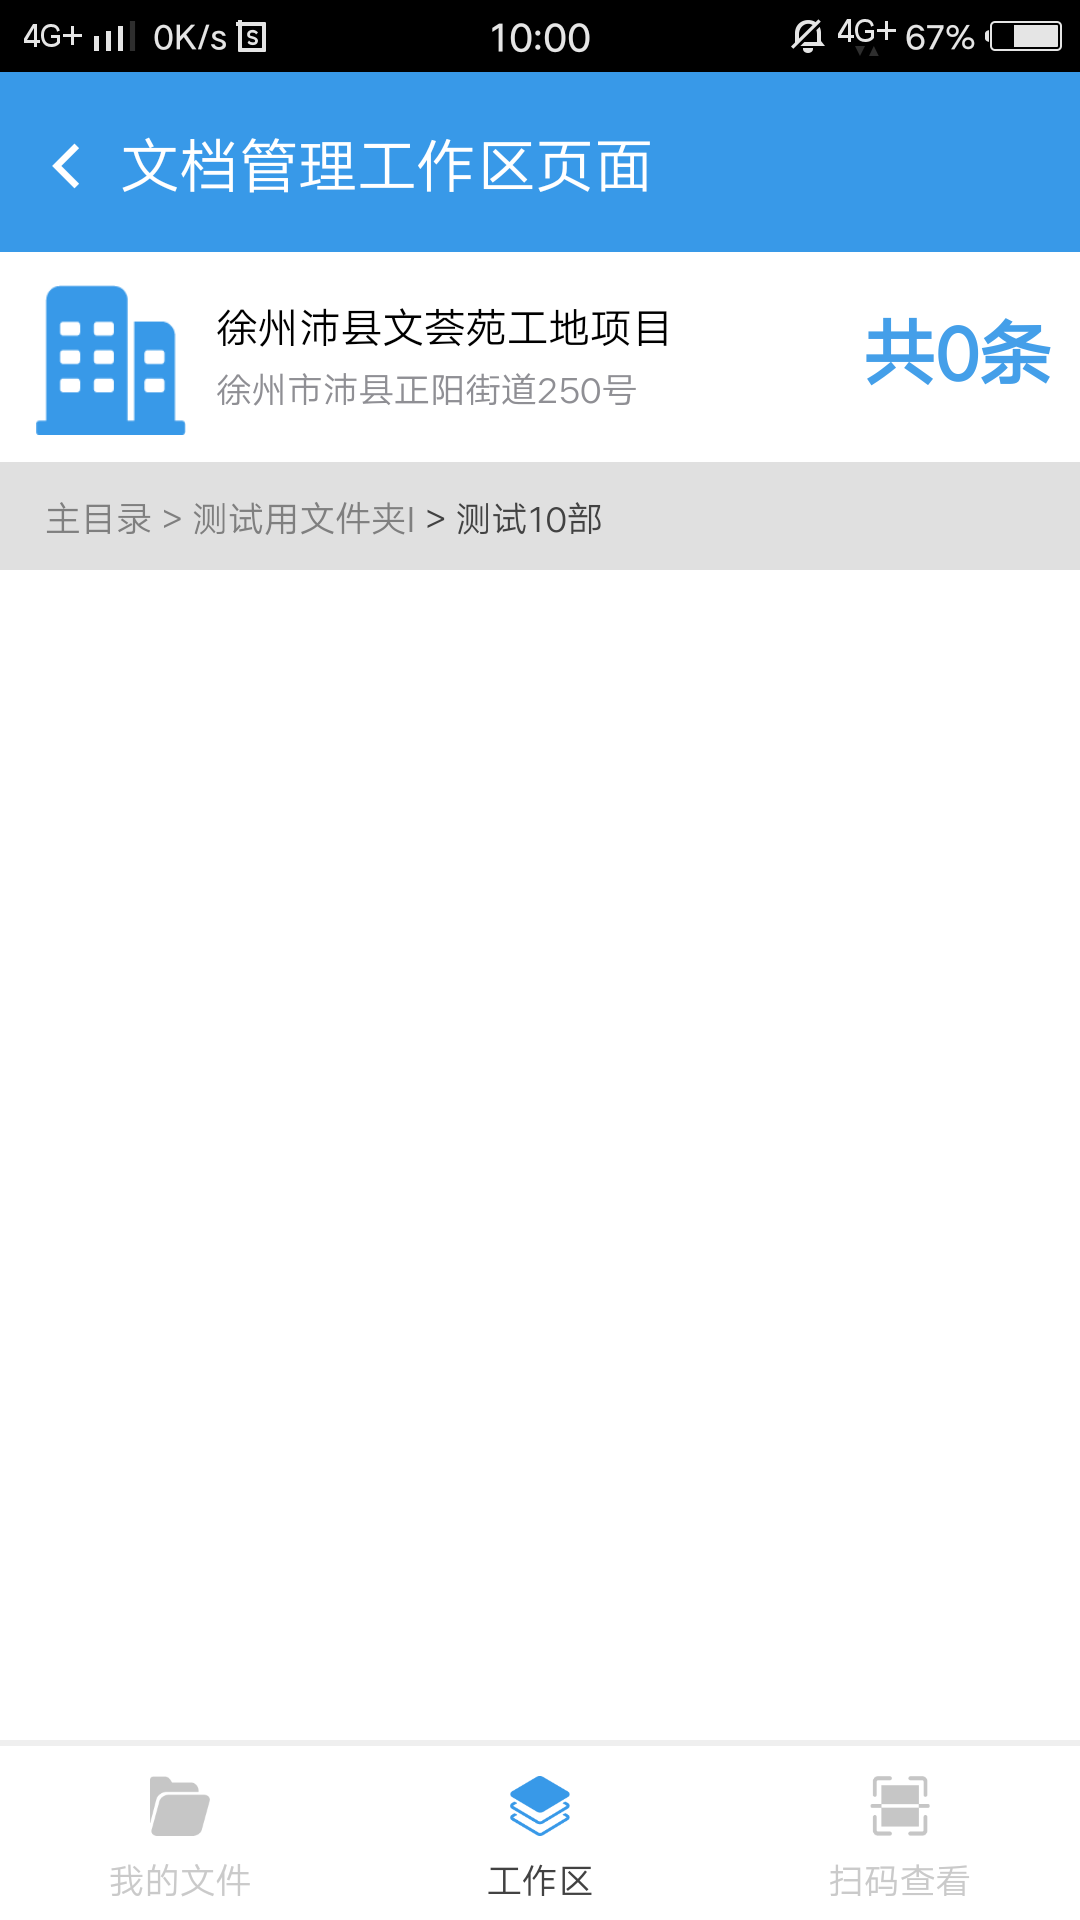 4G+ 0K/s S 10:00 4G+ 67%
文档管理工作区页面
徐州沛县文荟苑工地项目
徐州市沛县正阳街道250号
共0条
主目录 > 测试用文件夹I > 测试10部
我的文件 工作区 扫码查看